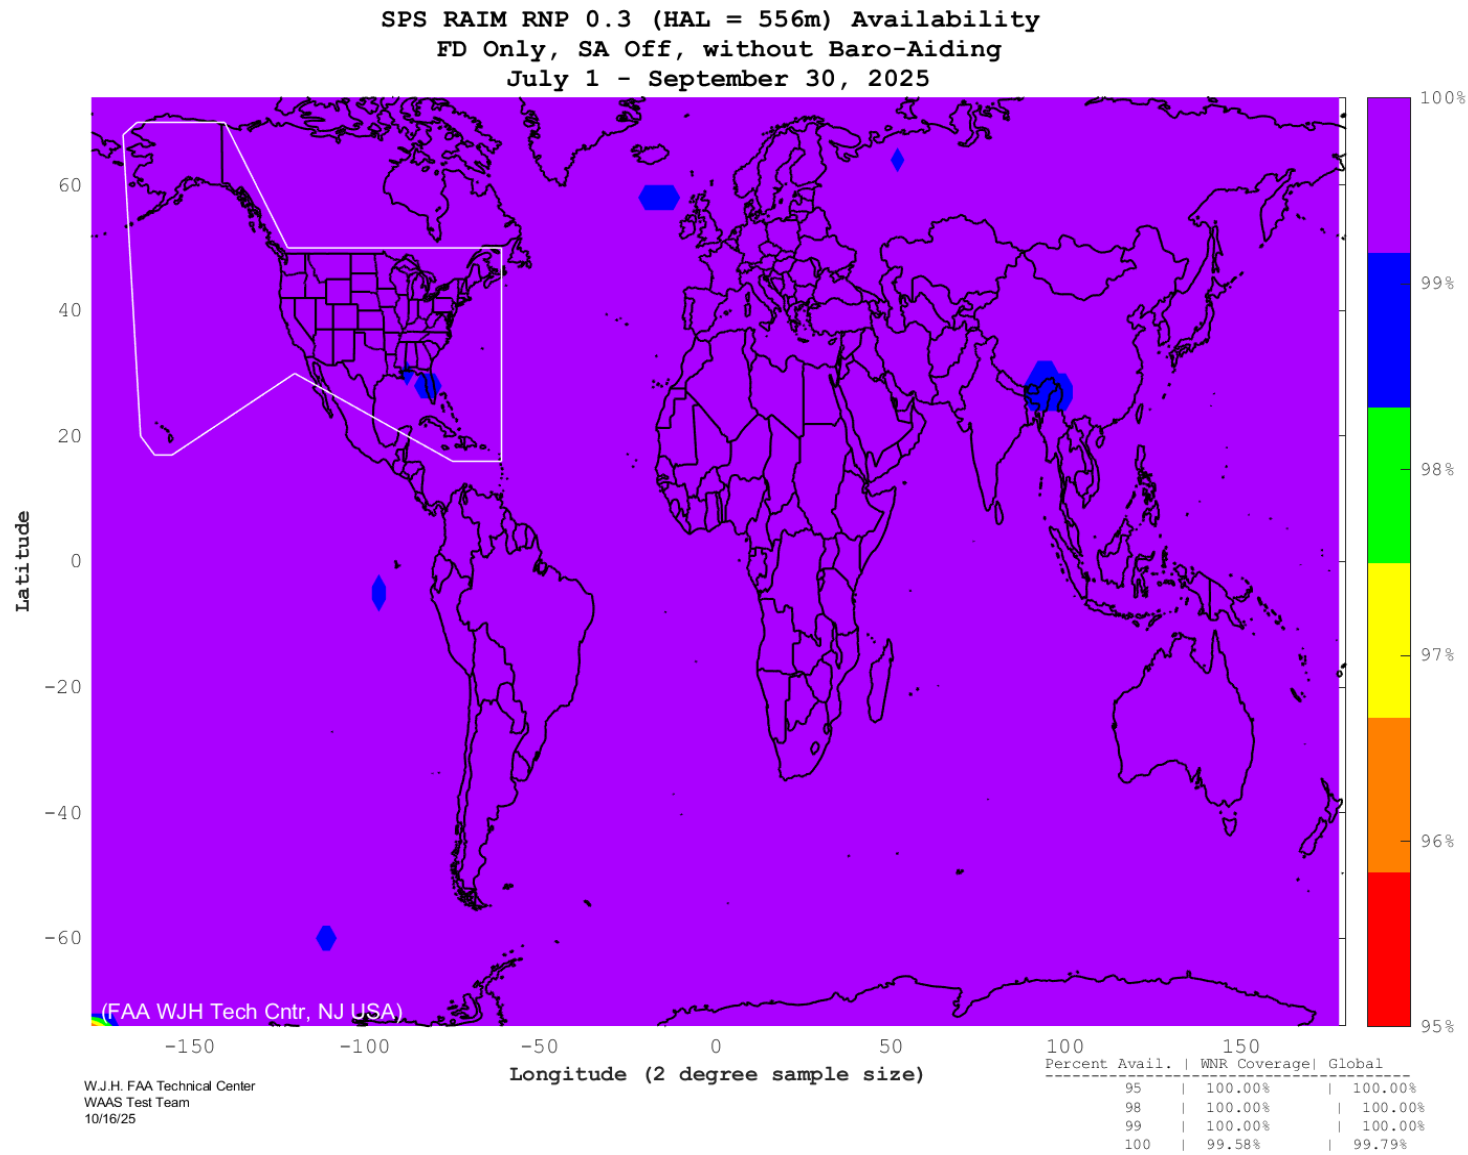 SPS RAIM RNP 0.3 (HAL = 556m) Availability
FD Only, SA Off, without Baro-Aiding
July 1 - September 30, 2025
100%
99%
98%
97%
96%
95%
60
40
20
0
-20
-40
-60
Latitude
(FAA WJH Tech Cntr, NJ USA)
-150 -100 -50 0 50 100 150
Longitude (2 degree sample size)
Percent Avail. | WNR Coverage| Global
95 | 100.00% | 100.00%
98 | 100.00% | 100.00%
99 | 100.00% | 100.00%
100 | 99.58% | 99.79%
W.J.H. FAA Technical Center
WAAS Test Team
10/16/25